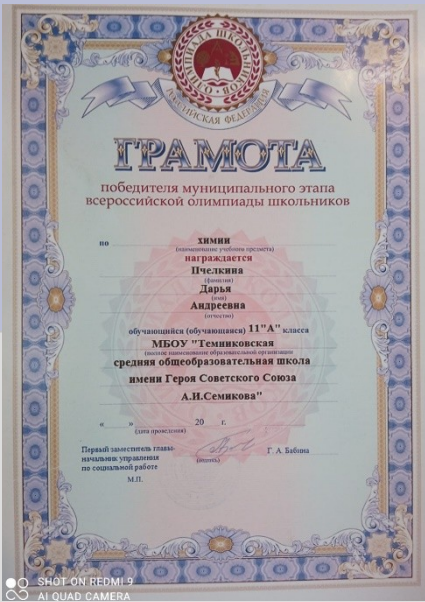 ОЛИМПИАДА ШКОЛЬНИКОВ
РОССИЙСКАЯ ФЕДЕРАЦИЯ
ГРАМОТА
победителя муниципального этапа
всероссийской олимпиады школьников
по химии
(наименование учебного предмета)
награждается
Пчелкина
(фамилия)
Дарья
(имя)
Андреевна
(отчество)
обучающийся (обучающаяся) 11"А" класса
МБОУ "Темниковская
(полное наименование образовательной организации)
средняя общеобразовательная школа
имени Героя Советского Союза
А.И.Семикова"
« » 20 г.
(дата проведения)
Первый заместитель главы-
начальник управления
по социальной работе
(подпись)
Г. А. Бабина
М.П.
SHOT ON REDMI 9
AI QUAD CAMERA